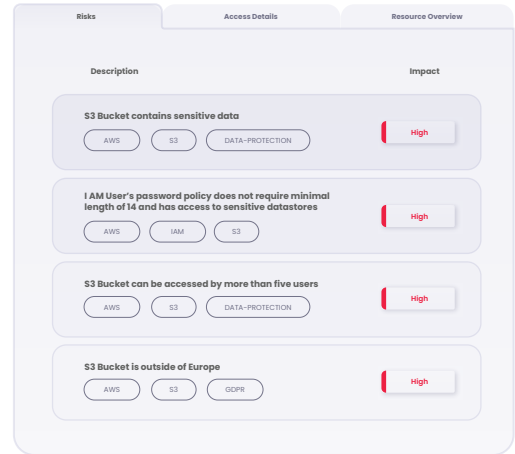 Risks Access Details Resource Overview
Description Impact
S3 Bucket contains sensitive data
High
AWS S3 DATA-PROTECTION
I AM User's password policy does not require minimal
length of 14 and has access to sensitive datastores
High
AWS IAM S3
S3 Bucket can be accessed by more than five users
High
AWS S3 DATA-PROTECTION
S3 Bucket is outside of Europe
High
AWS S3 GDPR